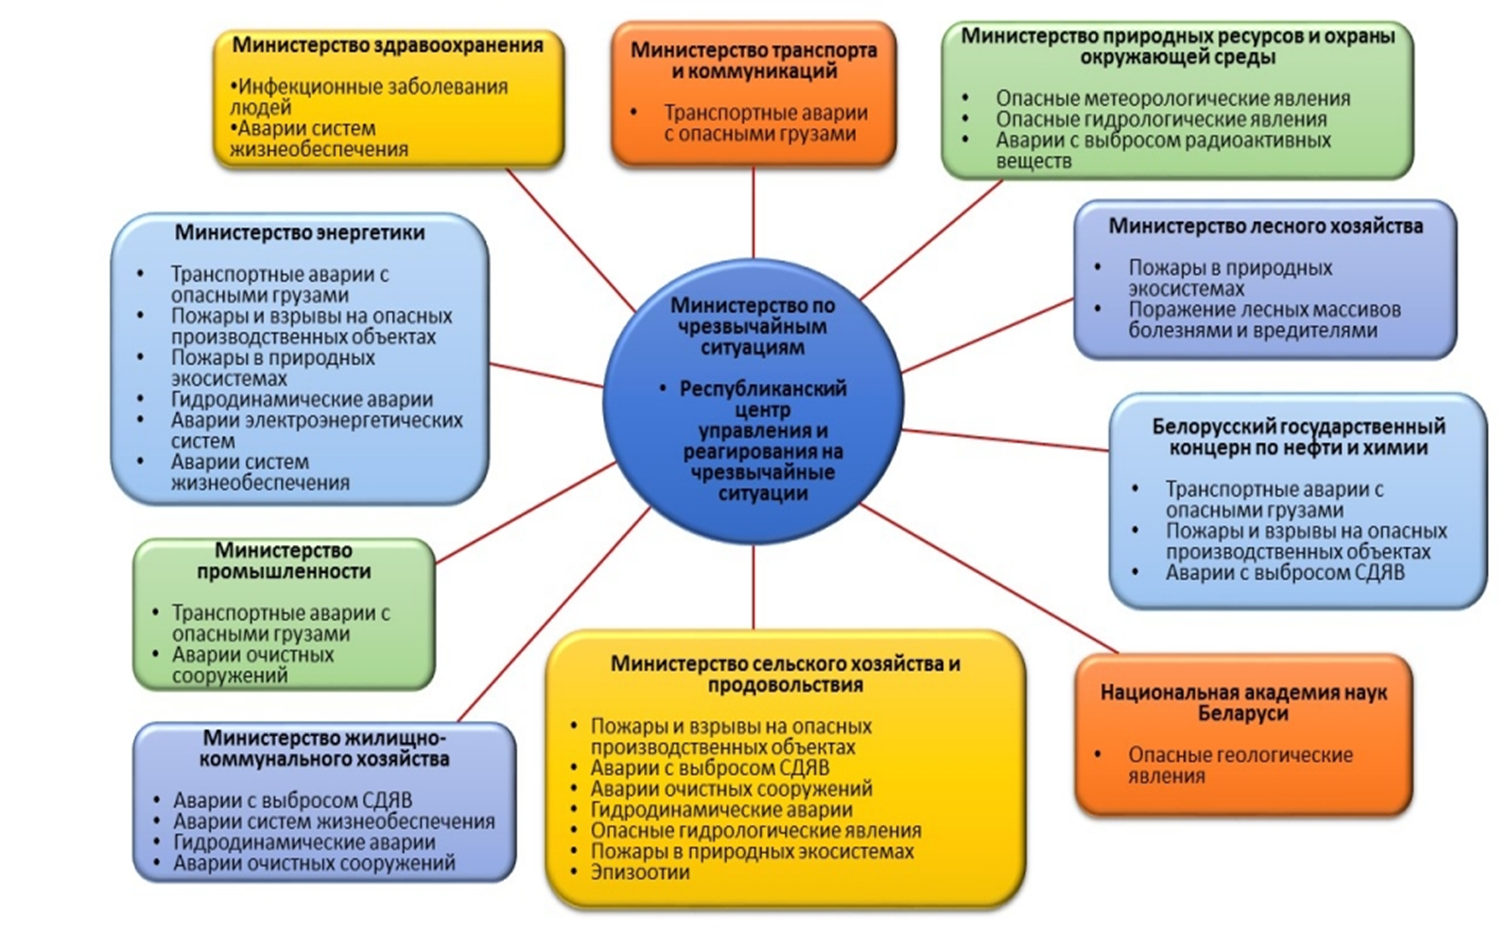 Министерство здравоохранения
•Инфекционные заболевания
людей
•Аварии систем
жизнеобеспечения
Министерство транспорта
и коммуникаций
• Транспортные аварии
с опасными грузами
Министерство природных ресурсов и охраны
окружающей среды
• Опасные метеорологические явления
• Опасные гидрологические явления
• Аварии с выбросом радиоактивных
веществ
Министерство энергетики
• Транспортные аварии с
опасными грузами
• Пожары и взрывы на опасных
производственных объектах
• Пожары в природных
экосистемах
• Гидродинамические аварии
• Аварии электроэнергетических
систем
• Аварии систем
жизнеобеспечения
Министерство по
чрезвычайным
ситуациям
• Республиканский
центр
управления и
реагирования на
чрезвычайные
ситуации
Министерство лесного хозяйства
• Пожары в природных
экосистемах
• Поражение лесных массивов
болезнями и вредителями
Белорусский государственный
концерн по нефти и химии
• Транспортные аварии с
опасными грузами
• Пожары и взрывы на опасных
производственных объектах
• Аварии с выбросом СДЯВ
Министерство
промышленности
• Транспортные аварии с
опасными грузами
• Аварии очистных
сооружений
Министерство жилищно-
коммунального хозяйства
• Аварии с выбросом СДЯВ
• Аварии систем жизнеобеспечения
• Гидродинамические аварии
• Аварии очистных сооружений
Министерство сельского хозяйства и
продовольствия
• Пожары и взрывы на опасных
производственных объектах
• Аварии с выбросом СДЯВ
• Аварии очистных сооружений
• Гидродинамические аварии
• Опасные гидрологические явления
• Пожары в природных экосистемах
• Эпизоотии
Национальная академия наук
Беларуси
• Опасные геологические
явления